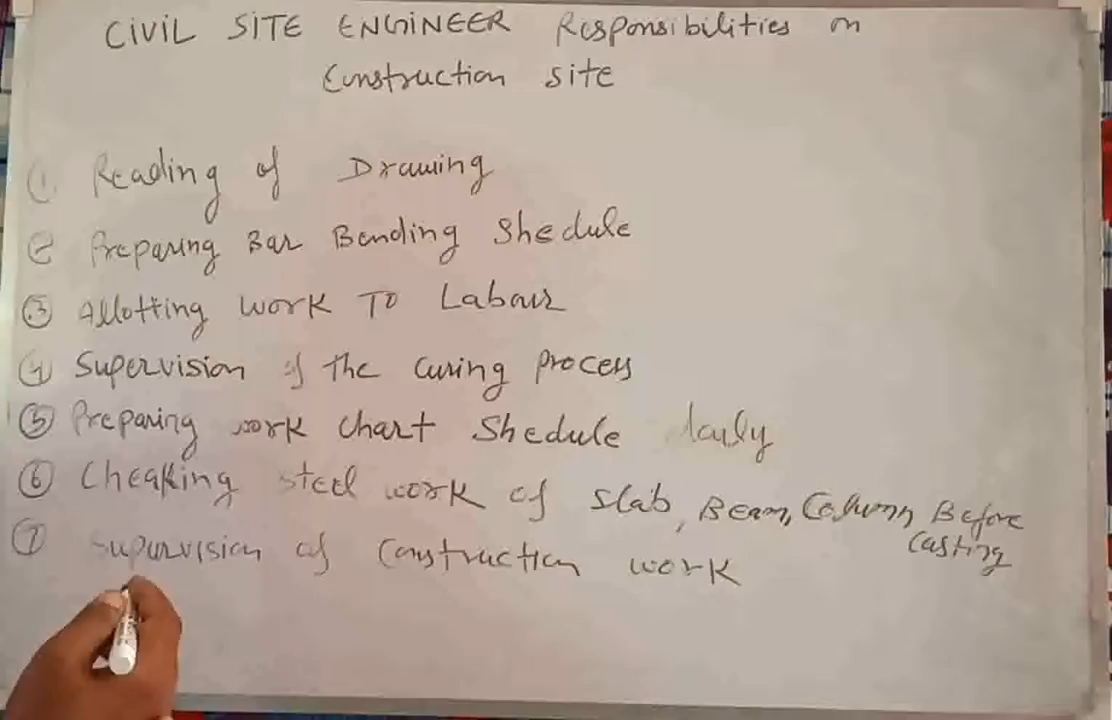 CIVIL SITE ENGINEER Responsibilities on
Construction site
① Reading of Drawing
② Preparing Bar Bending Shedule
③ Allotting work To Labour
④ Supervision of the Curing process
⑤ Preparing work chart Shedule daily
⑥ Cheaking steel work of slab, Beam, Column Before
Casting
⑦ supervision of Construction work